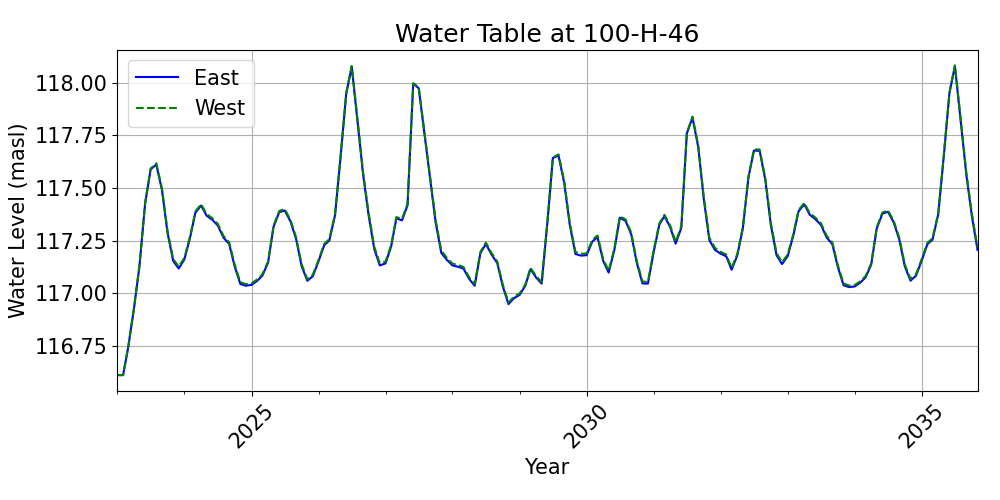 Water Table at 100-H-46
East
West
Water Level (masl)
118.00
117.75
117.50
117.25
117.00
116.75
2025
2030
2035
Year